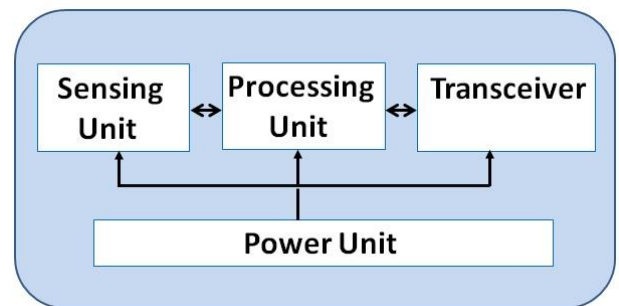 Sensing
Unit
Processing
Unit
Transceiver
Power Unit